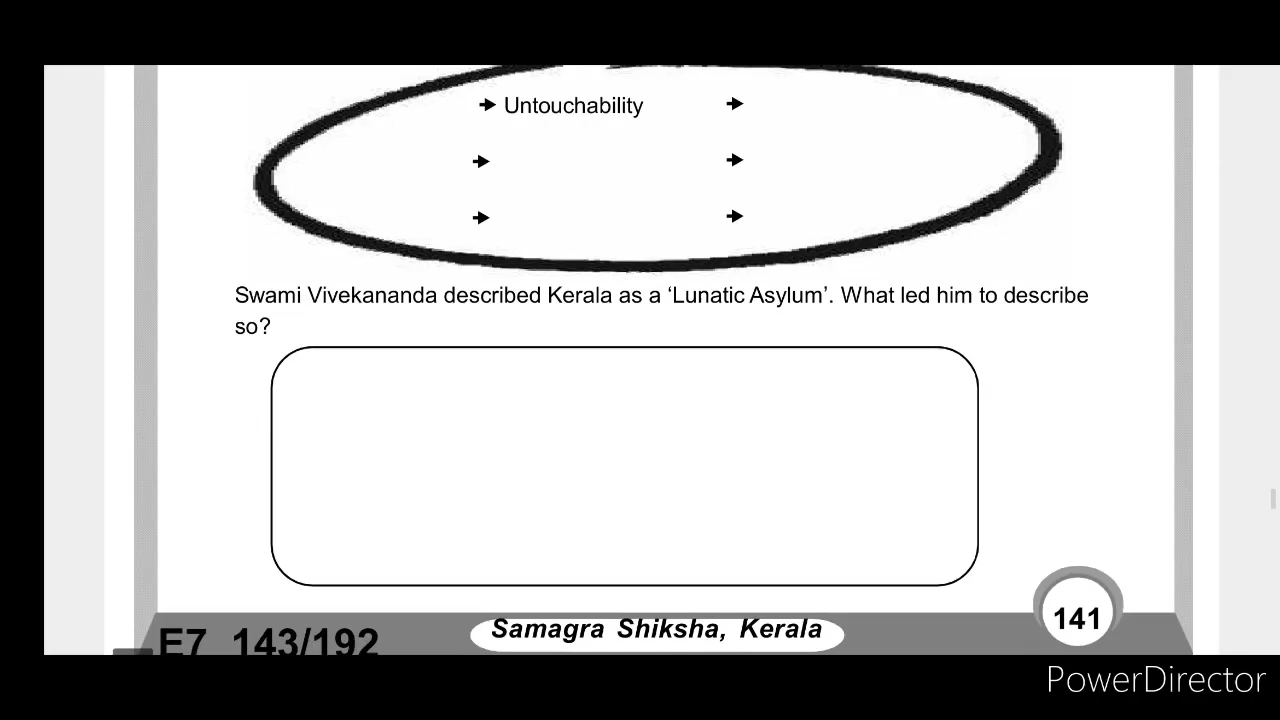 ➔ Untouchability ➔
➔ ➔
➔ ➔
Swami Vivekananda described Kerala as a ‘Lunatic Asylum’. What led him to describe
so?
141
Samagra Shiksha, Kerala
E7 143/192
PowerDirector